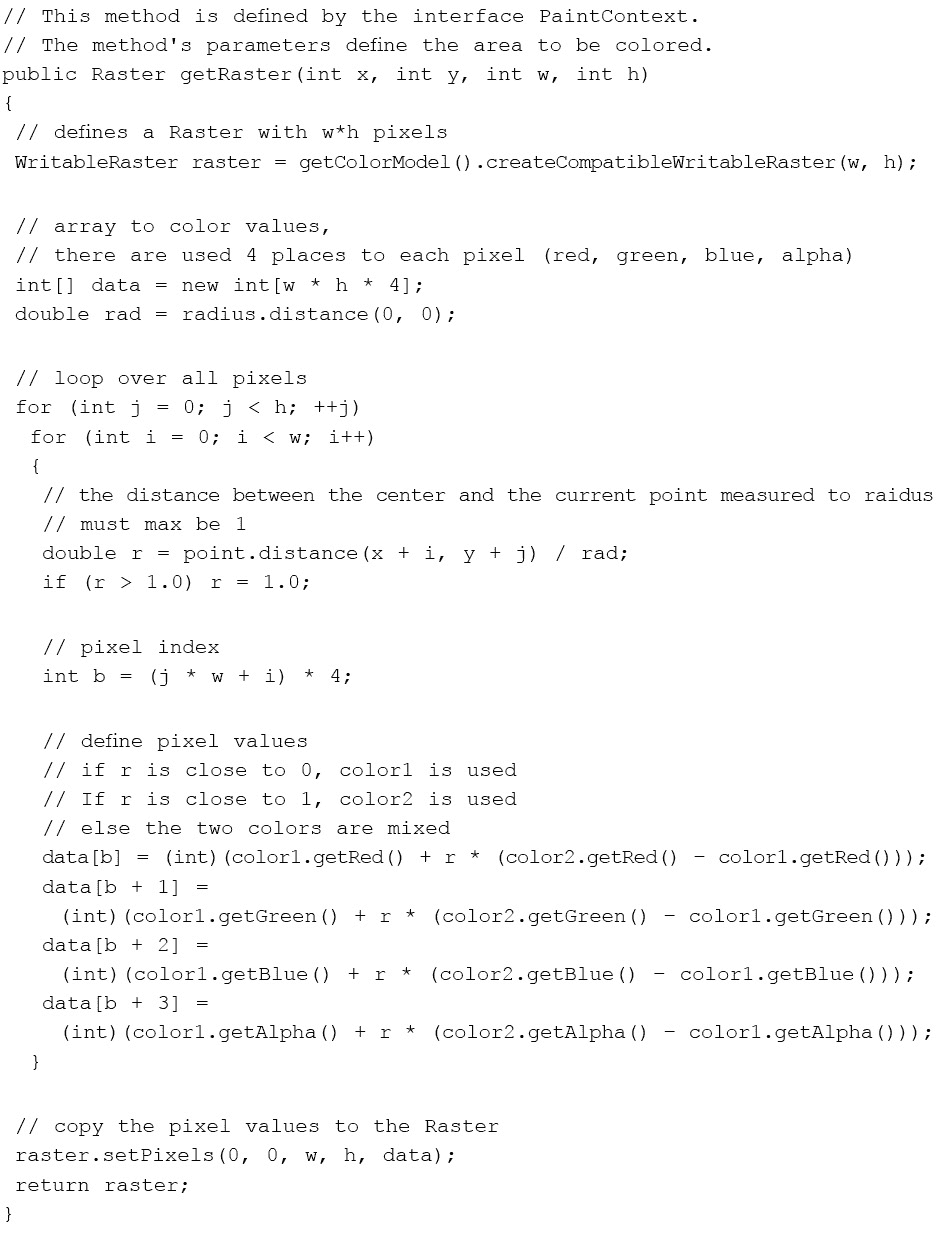 // This method is defined by the interface PaintContext.
// The method's parameters define the area to be colored.
public Raster getRaster(int x, int y, int w, int h)
{
 // defines a Raster with w*h pixels
 WritableRaster raster = getColorModel().createCompatibleWritableRaster(w, h);

 // array to color values,
 // there are used 4 places to each pixel (red, green, blue, alpha)
 int[] data = new int[w * h * 4];
 double rad = radius.distance(0, 0);

 // loop over all pixels
 for (int j = 0; j < h; ++j)
  for (int i = 0; i < w; i++)
  {
   // the distance between the center and the current point measured to raidus
   // must max be 1
   double r = point.distance(x + i, y + j) / rad;
   if (r > 1.0) r = 1.0;

   // pixel index
   int b = (j * w + i) * 4;

   // define pixel values
   // if r is close to 0, color1 is used
   // If r is close to 1, color2 is used
   // else the two colors are mixed
   data[b] = (int)(color1.getRed() + r * (color2.getRed() - color1.getRed()));
   data[b + 1] =
    (int)(color1.getGreen() + r * (color2.getGreen() - color1.getGreen()));
   data[b + 2] =
    (int)(color1.getBlue() + r * (color2.getBlue() - color1.getBlue()));
   data[b + 3] =
    (int)(color1.getAlpha() + r * (color2.getAlpha() - color1.getAlpha()));
  }

 // copy the pixel values to the Raster
 raster.setPixels(0, 0, w, h, data);
 return raster;
}